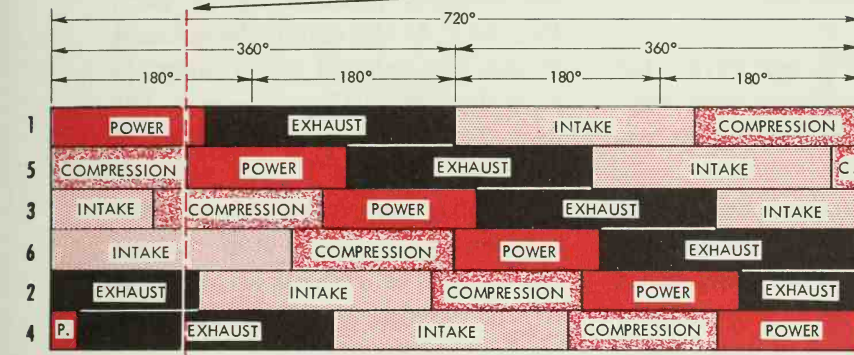 720°
360° 360°
180° 180° 180° 180°
1 POWER EXHAUST INTAKE COMPRESSION
5 COMPRESSION POWER EXHAUST INTAKE C
3 INTAKE COMPRESSION POWER EXHAUST INTAKE
6 INTAKE COMPRESSION POWER EXHAUST
2 EXHAUST INTAKE COMPRESSION POWER EXHAUST
4 P. EXHAUST INTAKE COMPRESSION POWER